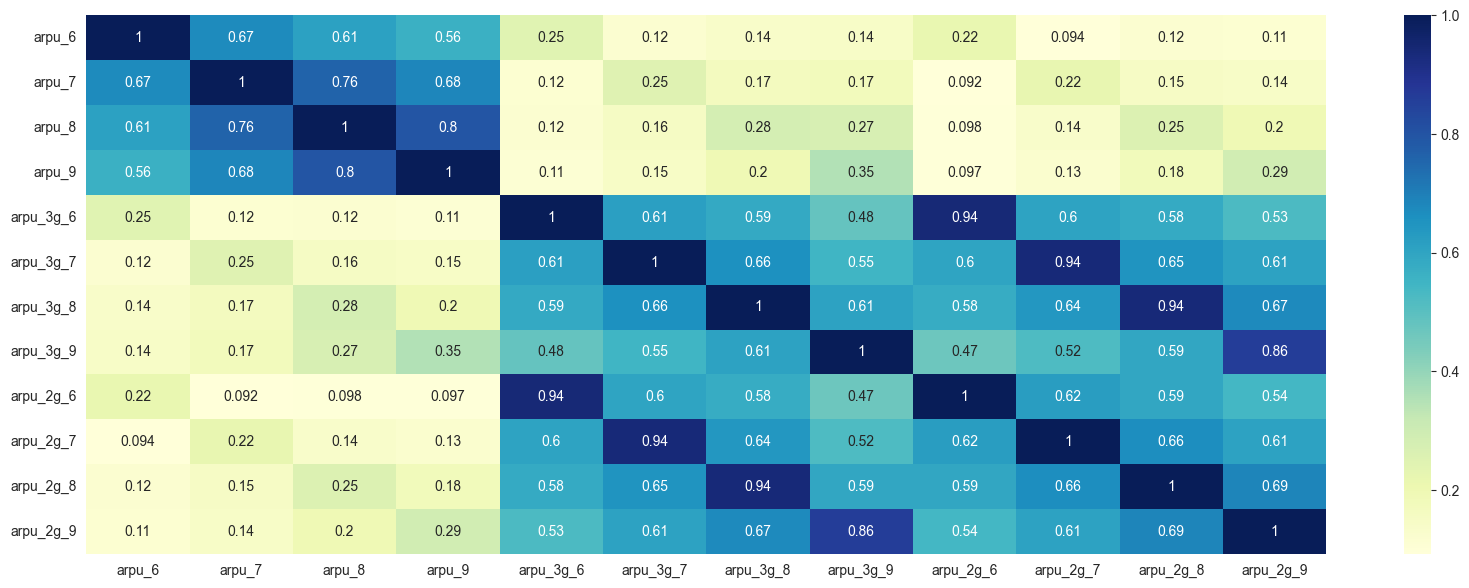 arpu_6 1 0.67 0.61 0.56 0.25 0.12 0.14 0.14 0.22 0.094 0.12 0.11
arpu_7 0.67 1 0.76 0.68 0.12 0.25 0.17 0.17 0.092 0.22 0.15 0.14
arpu_8 0.61 0.76 1 0.8 0.12 0.16 0.28 0.27 0.098 0.14 0.25 0.2
arpu_9 0.56 0.68 0.8 1 0.11 0.15 0.2 0.35 0.097 0.13 0.18 0.29
arpu_3g_6 0.25 0.12 0.12 0.11 1 0.61 0.59 0.48 0.94 0.6 0.58 0.53
arpu_3g_7 0.12 0.25 0.16 0.15 0.61 1 0.66 0.55 0.6 0.94 0.65 0.61
arpu_3g_8 0.14 0.17 0.28 0.2 0.59 0.66 1 0.61 0.58 0.64 0.94 0.67
arpu_3g_9 0.14 0.17 0.27 0.35 0.48 0.55 0.61 1 0.47 0.52 0.59 0.86
arpu_2g_6 0.22 0.092 0.098 0.097 0.94 0.6 0.58 0.47 1 0.62 0.59 0.54
arpu_2g_7 0.094 0.22 0.14 0.13 0.6 0.94 0.64 0.52 0.62 1 0.66 0.61
arpu_2g_8 0.12 0.15 0.25 0.18 0.58 0.65 0.94 0.59 0.59 0.66 1 0.69
arpu_2g_9 0.11 0.14 0.2 0.29 0.53 0.61 0.67 0.86 0.54 0.61 0.69 1
arpu_6 arpu_7 arpu_8 arpu_9 arpu_3g_6 arpu_3g_7 arpu_3g_8 arpu_3g_9 arpu_2g_6 arpu_2g_7 arpu_2g_8 arpu_2g_9
1.0
0.8
0.6
0.4
0.2